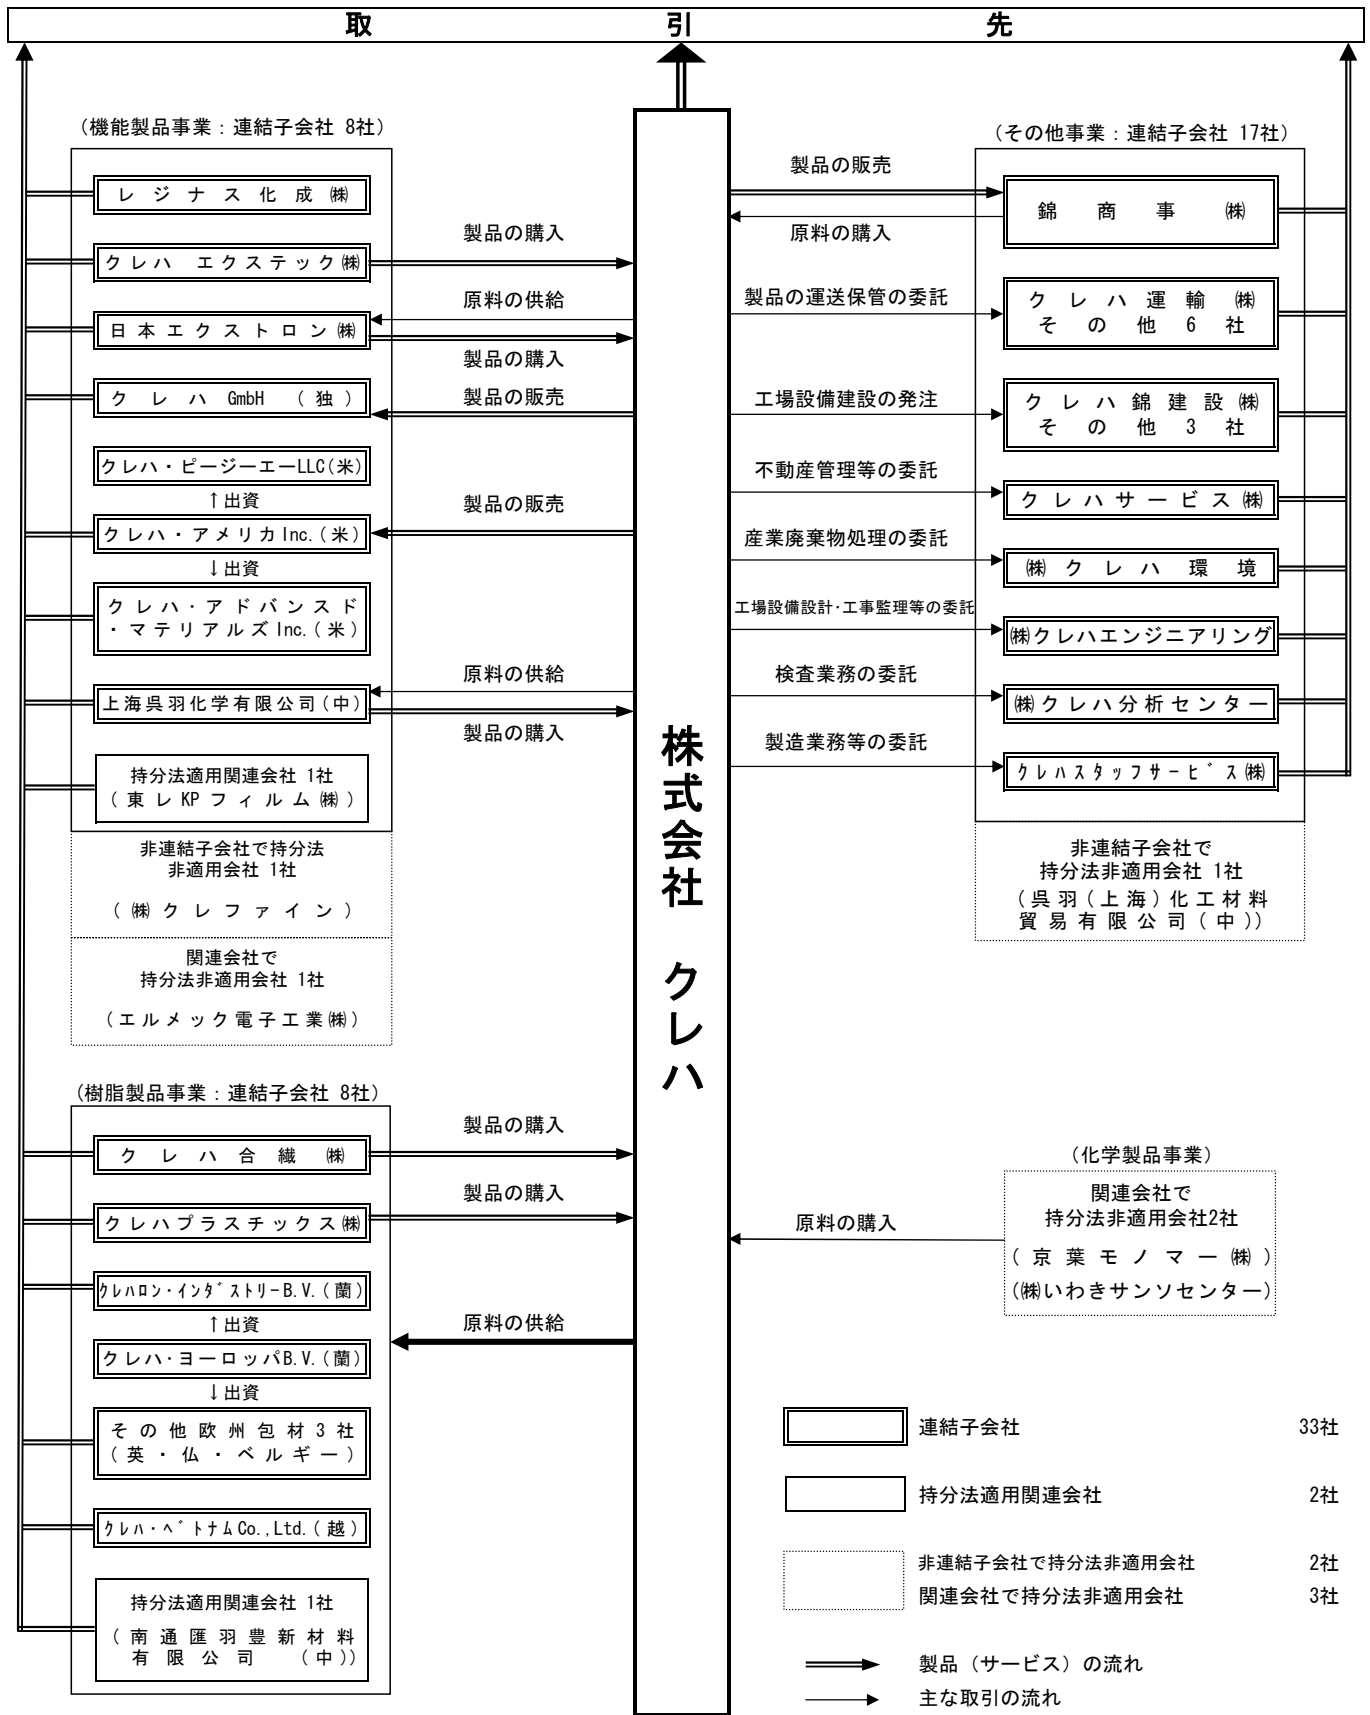 取 引 先
(機能製品事業:連結子会社 8社)
レジナス化成㈱
クレハ エクステック㈱
日本エクストロン㈱
クレハ GmbH (独)
クレハ・ピージーエーLLC(米)
↑出資
クレハ・アメリカInc.(米)
↓出資
クレハ・アドバンスド
・マテリアルズInc.(米)
上海呉羽化学有限公司(中)
持分法適用関連会社 1社
(東レKPフィルム㈱)
非連結子会社で持分法
非適用会社 1社
(㈱クレファイン)
関連会社で
持分法非適用会社 1社
(エルメック電子工業㈱)
製品の購入
原料の供給
製品の購入
製品の販売
製品の販売
原料の供給
製品の購入
(樹脂製品事業:連結子会社 8社)
クレハ合繊㈱
クレハプラスチックス㈱
クレハロン・インダストリーB.V.(蘭)
↑出資
クレハ・ヨーロッパB.V.(蘭)
↓出資
その他欧州包材3社
(英・仏・ベルギー)
クレハ・ベトナムCo.,Ltd.(越)
持分法適用関連会社 1社
(南通匯羽豊新材料
有限公司 (中))
製品の購入
製品の購入
原料の供給
株式会社 クレハ
製品の販売
原料の購入
製品の運送保管の委託
工場設備建設の発注
不動産管理等の委託
産業廃棄物処理の委託
工場設備設計・工事監理等の委託
検査業務の委託
製造業務等の委託
(その他事業:連結子会社 17社)
錦商事㈱
クレハ運輸㈱
その他6社
クレハ錦建設㈱
その他3社
クレハサービス㈱
㈱クレハ環境
㈱クレハエンジニアリング
㈱クレハ分析センター
クレハスタッフサービス㈱
非連結子会社で
持分法非適用会社 1社
(呉羽(上海)化工材料
貿易有限公司(中))
(化学製品事業)
関連会社で
持分法非適用会社2社
(京葉モノマー㈱)
(㈱いわきサンソセンター)
原料の購入
連結子会社 33社
持分法適用関連会社 2社
非連結子会社で持分法非適用会社 2社
関連会社で持分法非適用会社 3社
製品(サービス)の流れ
主な取引の流れ